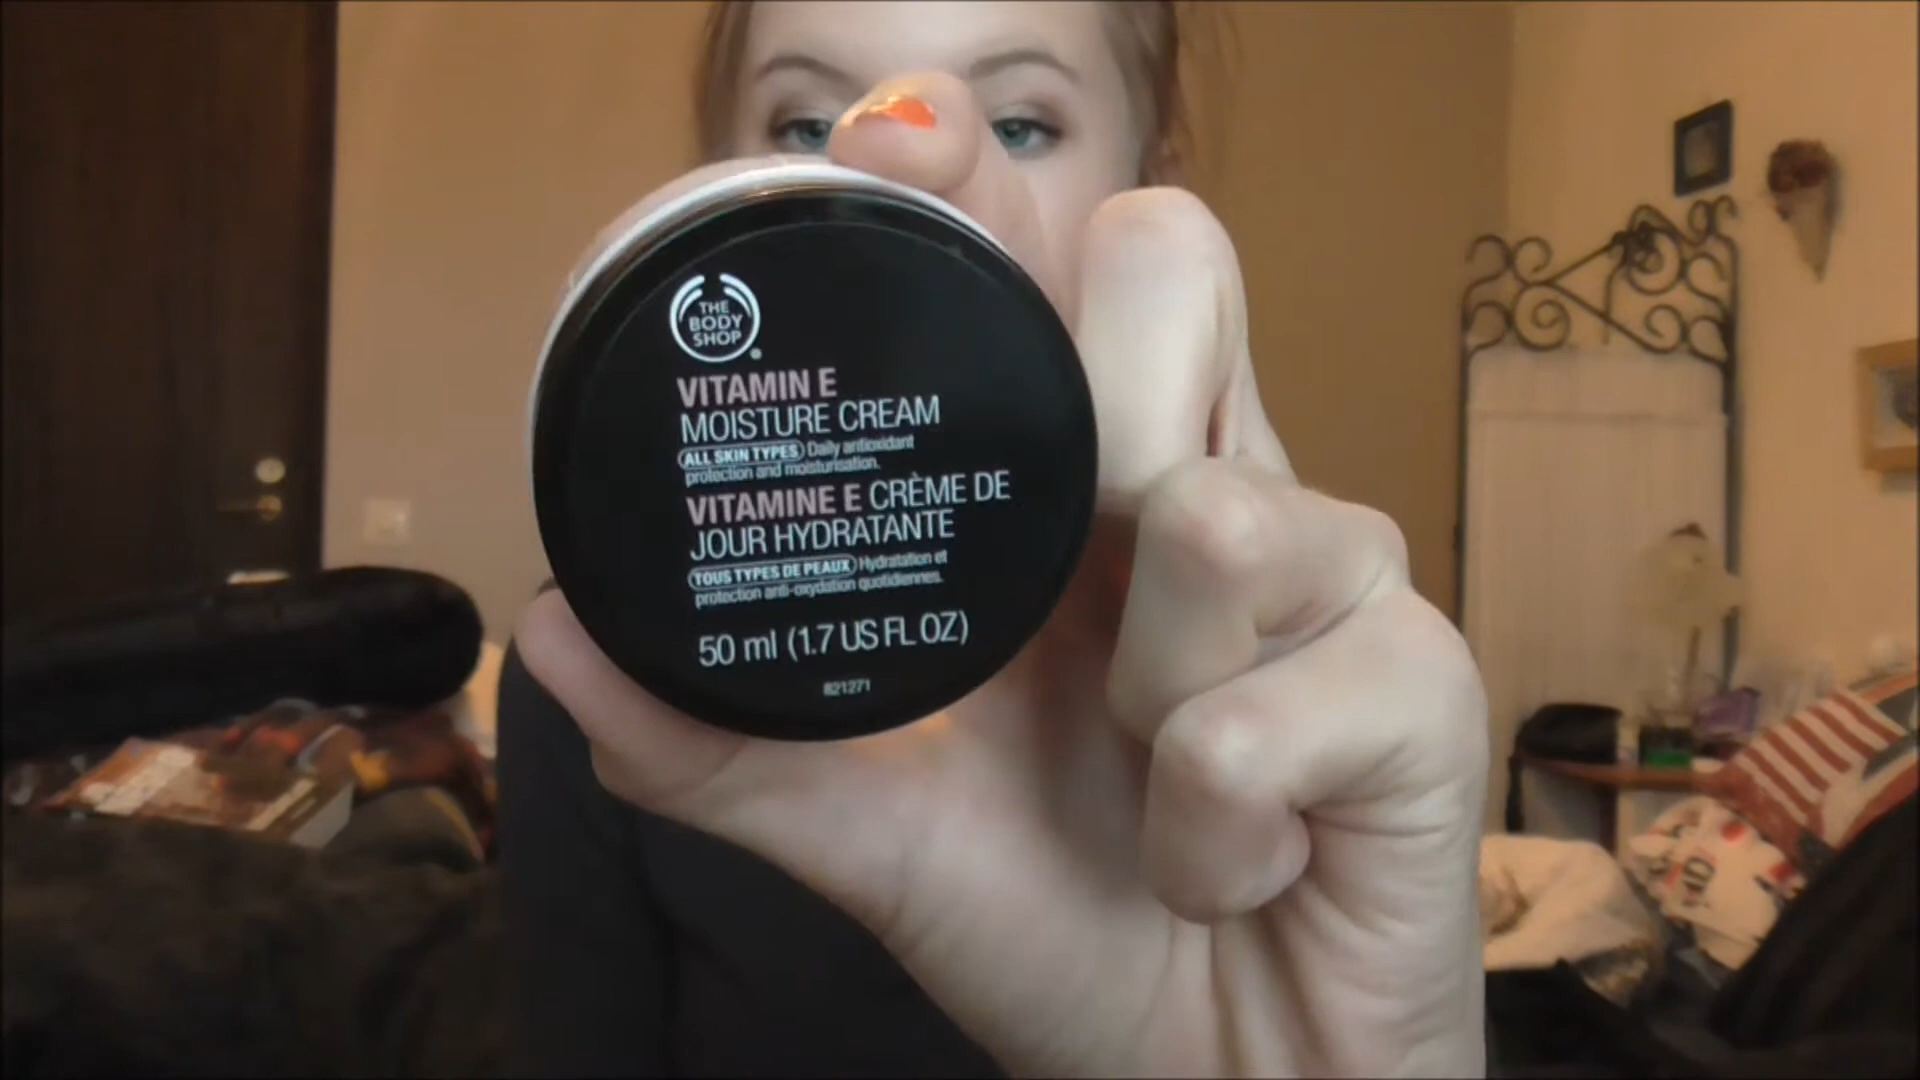 THE
BODY
SHOP
VITAMIN E
MOISTURE CREAM
ALL SKIN TYPES Daily antioxidant
protection and moisturisation.
VITAMINE E CRÈME DE
JOUR HYDRATANTE
TOUS TYPES DE PEAUX Hydratation et
protection anti-oxydation quotidiennes.
50 ml (1.7 US FL OZ)
821271